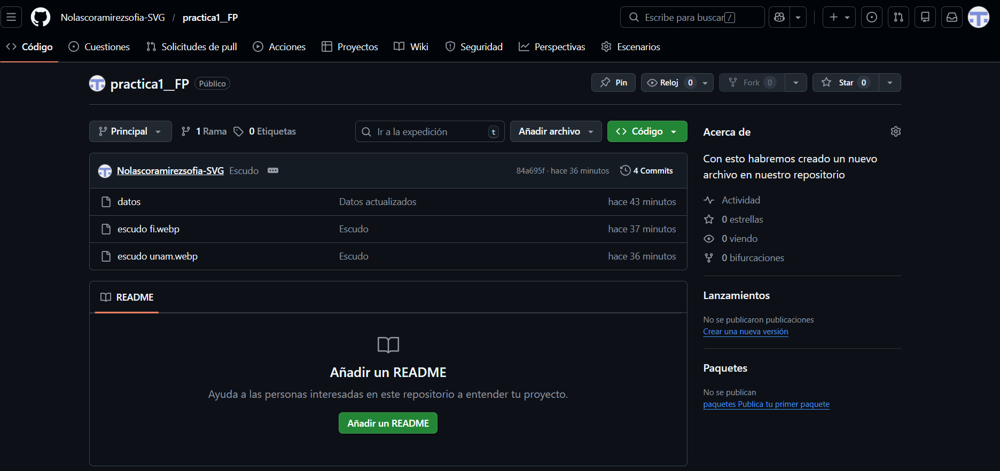 Nolascoramirezsofia-SVG / practica1__FP
Escribe para buscar /
Código Cuestiones Solicitudes de pull Acciones Proyectos Wiki Seguridad Perspectivas Escenarios
practica1__FP Público
Pin Reloj 0 Fork 0 Star 0
Principal 1 Rama 0 Etiquetas
Ir a la expedición t
Añadir archivo Código
Nolascoramirezsofia-SVG Escudo 84a695f · hace 36 minutos 4 Commits
datos Datos actualizados hace 43 minutos
escudo fi.webp Escudo hace 37 minutos
escudo unam.webp Escudo hace 36 minutos
README
Añadir un README
Ayuda a las personas interesadas en este repositorio a entender tu proyecto.
Añadir un README
Acerca de
Con esto habremos creado un nuevo
archivo en nuestro repositorio
Actividad
0 estrellas
0 viendo
0 bifurcaciones
Lanzamientos
No se publicaron publicaciones
Crear una nueva versión
Paquetes
No se publican
paquetes Publica tu primer paquete